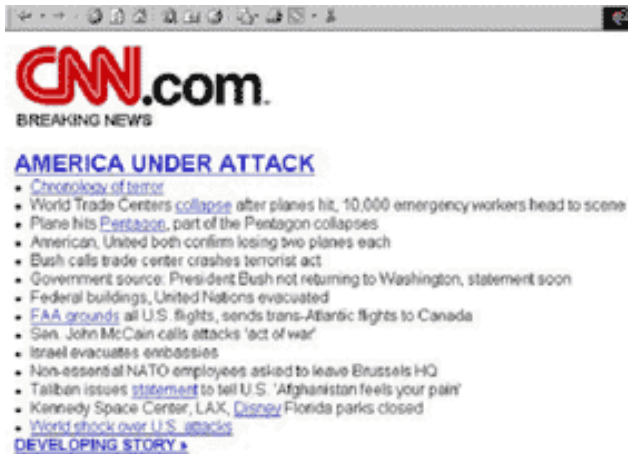 CNN.com.
BREAKING NEWS
AMERICA UNDER ATTACK
• Chronology of terror
• World Trade Centers collapse after planes hit, 10,000 emergency workers head to scene
• Plane hits Pentagon, part of the Pentagon collapses
• American, United both confirm losing two planes each
• Bush calls trade center crashes terrorist act
• Government source: President Bush not returning to Washington, statement soon
• Federal buildings, United Nations evacuated
• FAA grounds all U.S. flights, sends trans-Atlantic flights to Canada
• Sen. John McCain calls attacks 'act of war'
• Israel evacuates embassies
• Non-essential NATO employees asked to leave Brussels HQ
• Taliban issues statement to tell U.S. 'Afghanistan feels your pain'
• Kennedy Space Center, LAX, Disney Florida parks closed
• World shock over U.S. attacks
DEVELOPING STORY »